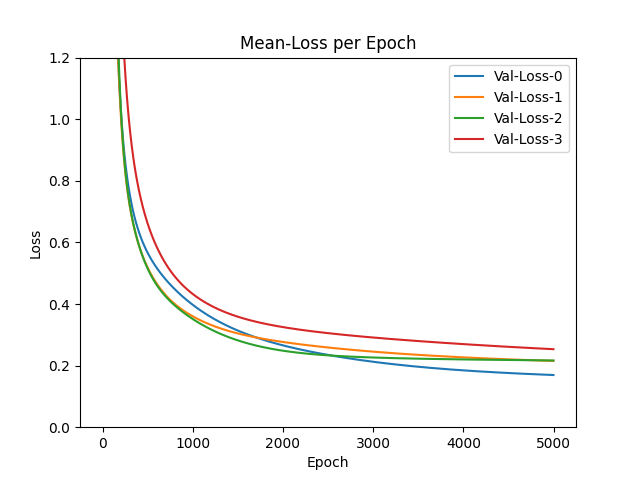 Mean-Loss per Epoch
Val-Loss-0
Val-Loss-1
Val-Loss-2
Val-Loss-3
Loss
1.2
1.0
0.8
0.6
0.4
0.2
0.0
0 1000 2000 3000 4000 5000
Epoch